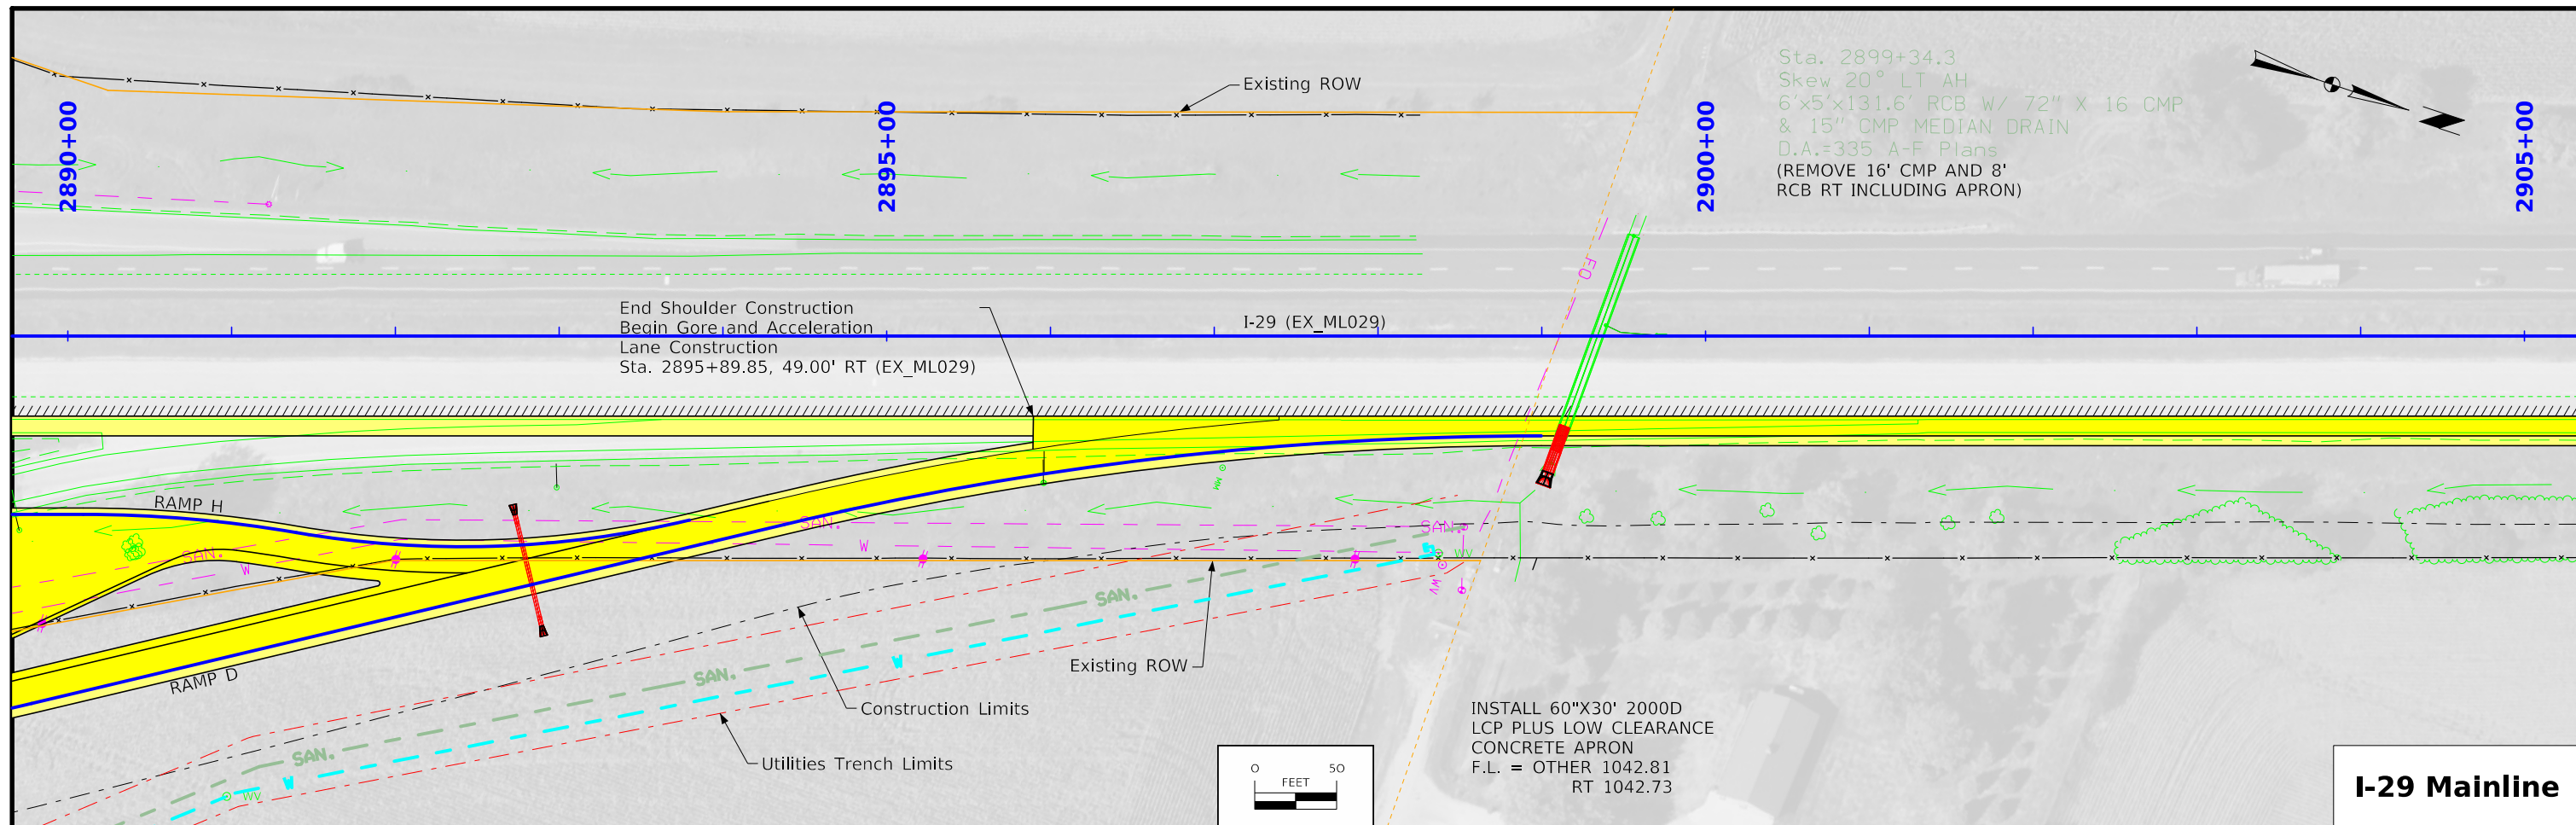 Existing ROW
Sta. 2899+34.3
Skew 20° LT AH
6'x5'x131.6' RCB W/ 72" X 16 CMP
& 15" CMP MEDIAN DRAIN
D.A.=335 A-F Plans
(REMOVE 16' CMP AND 8'
RCB RT INCLUDING APRON)
2890+00
2895+00
2900+00
2905+00
FO
End Shoulder Construction
Begin Gore and Acceleration
Lane Construction
Sta. 2895+89.85, 49.00' RT (EX_ML029)
I-29 (EX_ML029)
MM
RAMP H
SAN.
SAN.
SAN.
W
W
WV
WV
SAN.
RAMP D
Existing ROW
W
SAN.
Construction Limits
Utilities Trench Limits
SAN.
W
WV
INSTALL 60"X30' 2000D
LCP PLUS LOW CLEARANCE
CONCRETE APRON
F.L. = OTHER 1042.81
RT 1042.73
0 50
FEET
I-29 Mainline